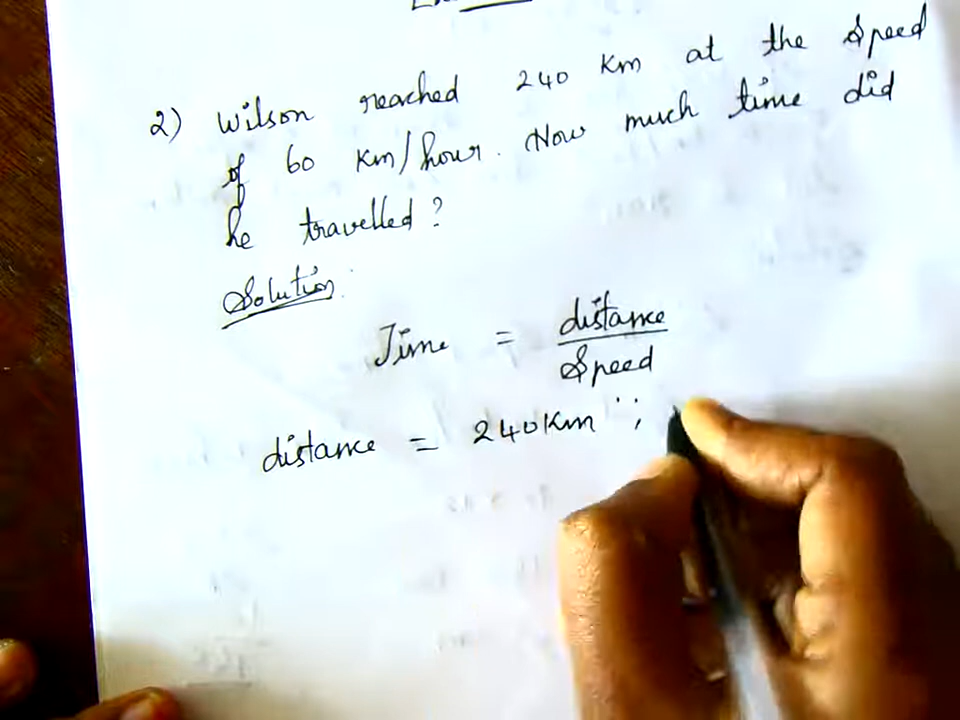 2) Wilson reached 240 Km at the Speed
of 60 Km/hour. How much time did
he travelled?
Solution:
Time = distance
Speed
distance = 240Km ;